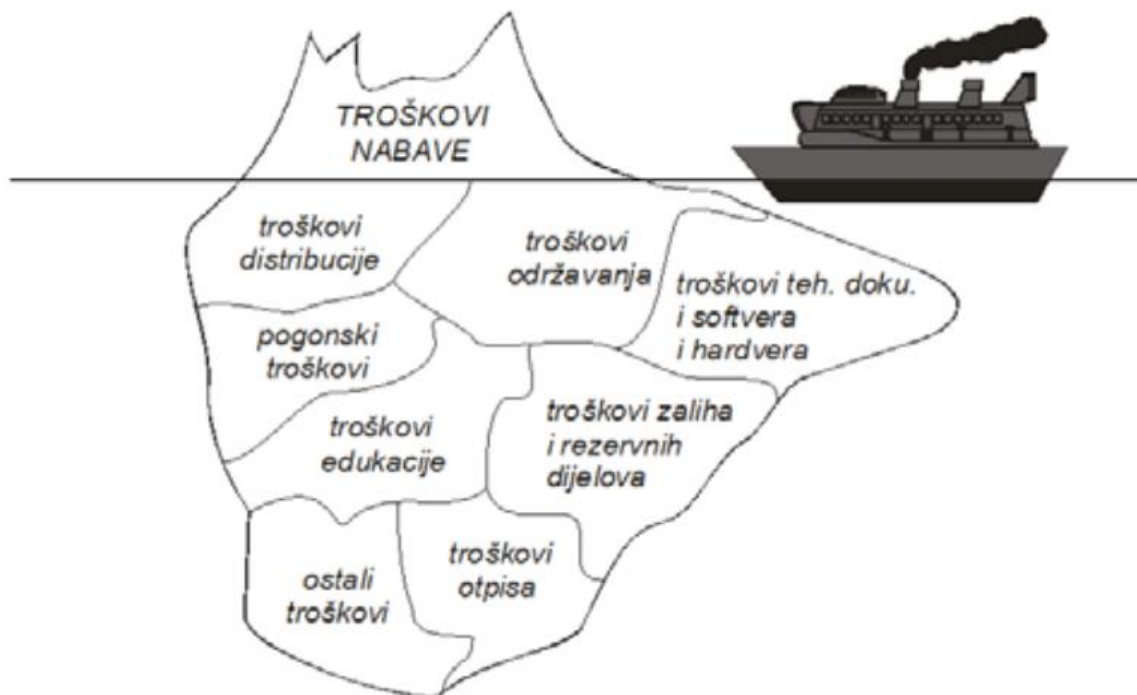 TROŠKOVI
NABAVE
troškovi
distribucije
troškovi
održavanja
troškovi teh. doku.
i softvera
i hardvera
pogonski
troškovi
troškovi
edukacije
troškovi zaliha
i rezervnih
dijelova
ostali
troškovi
troškovi
otpisa